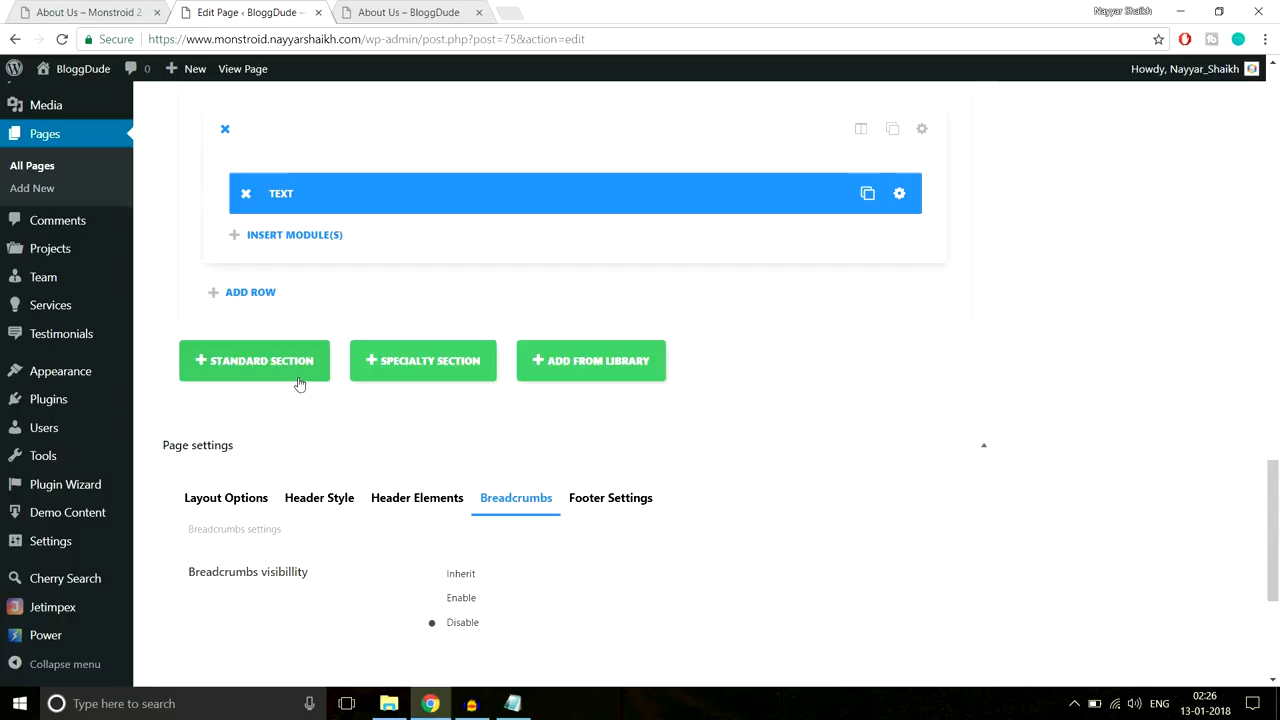 About Us – Monstroid 2
Edit Page ‹ BloggDude —
About Us – BloggDude
Nayyar Shaikh
Secure
https://www.monstroid.nayyarshaikh.com/wp-admin/post.php?post=75&action=edit
BloggDude
0
New
View Page
Howdy, Nayyar_Shaikh
Media
Pages
All Pages
Add New
Comments
Projects
Team
Services
Testimonials
Appearance
Plugins
Users
Tools
Plugin Wizard
Demo Content
Settings
Cherry Search
Jetimpex
Power
Collapse menu
TEXT
INSERT MODULE(S)
ADD ROW
STANDARD SECTION
SPECIALTY SECTION
ADD FROM LIBRARY
Page settings
Layout Options
Header Style
Header Elements
Breadcrumbs
Footer Settings
Breadcrumbs settings
Breadcrumbs visibillity
Inherit
Enable
Disable
Type here to search
ENG
02:26
13-01-2018